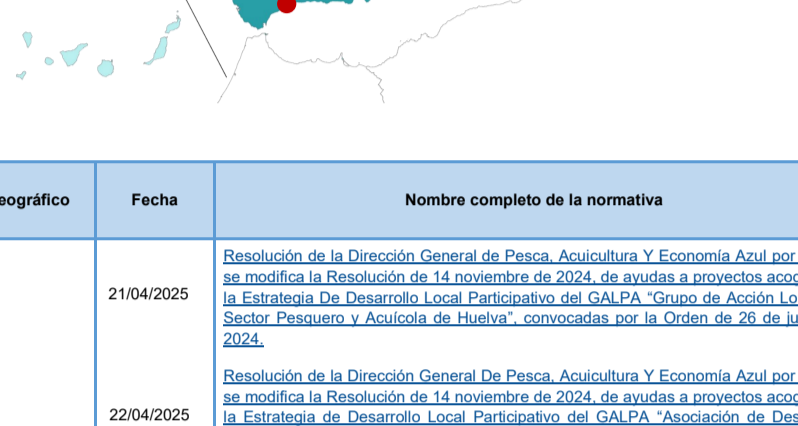 eográfico Fecha Nombre completo de la normativa
Resolución de la Dirección General de Pesca, Acuicultura Y Economía Azul por
se modifica la Resolución de 14 noviembre de 2024, de ayudas a proyectos acog
21/04/2025
la Estrategia De Desarrollo Local Participativo del GALPA “Grupo de Acción Lo
Sector Pesquero y Acuícola de Huelva”, convocadas por la Orden de 26 de ju
2024.
Resolución de la Dirección General De Pesca, Acuicultura Y Economía Azul por
se modifica la Resolución de 14 noviembre de 2024, de ayudas a proyectos acog
22/04/2025
la Estrategia de Desarrollo Local Participativo del GALPA “Asociación de Des